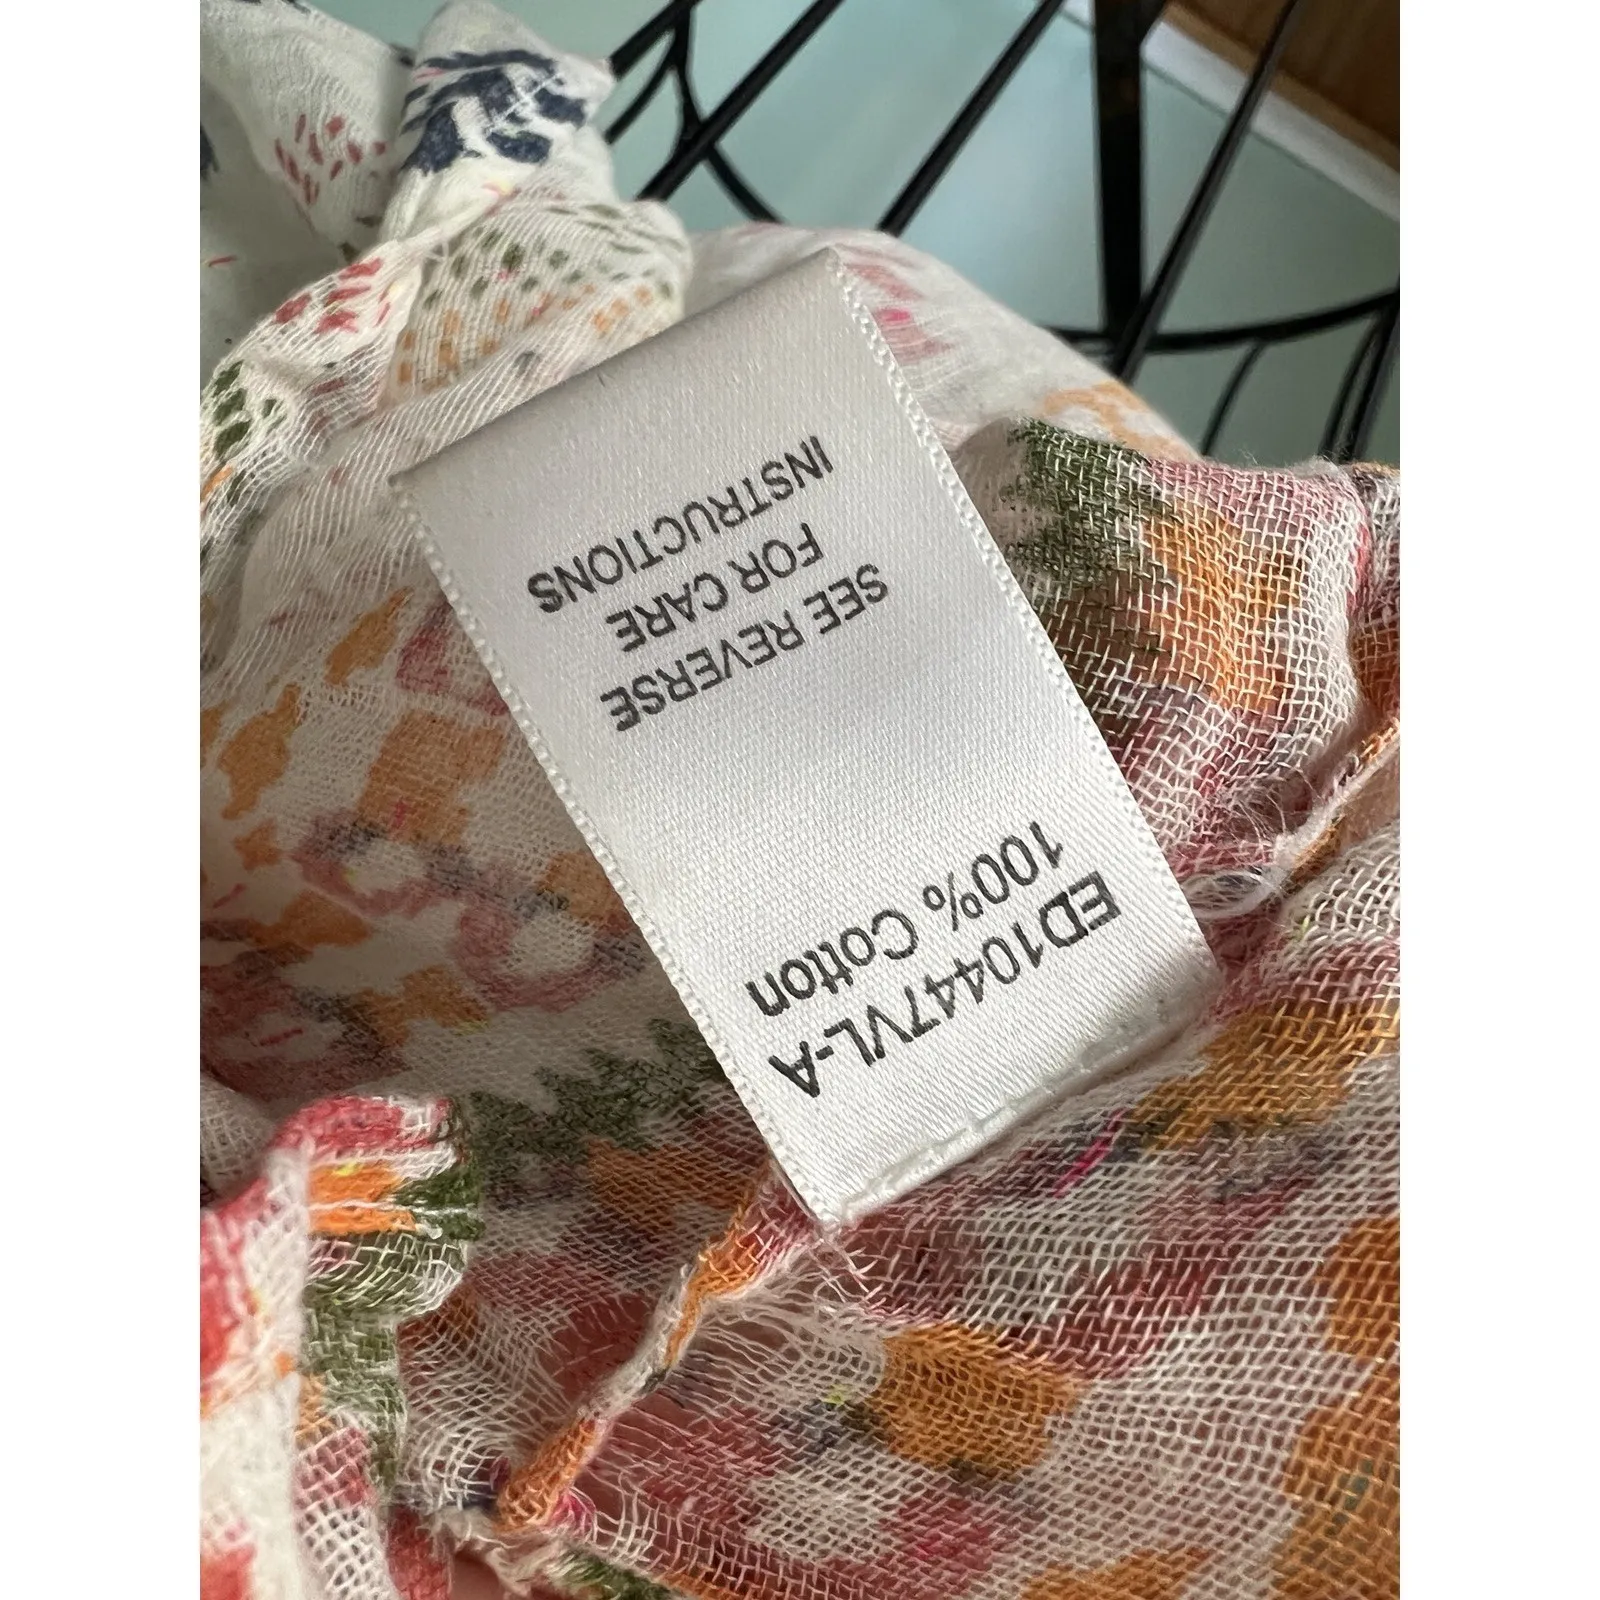 ED10447VL-A
100% Cotton
SEE REVERSE
FOR CARE
INSTRUCTIONS